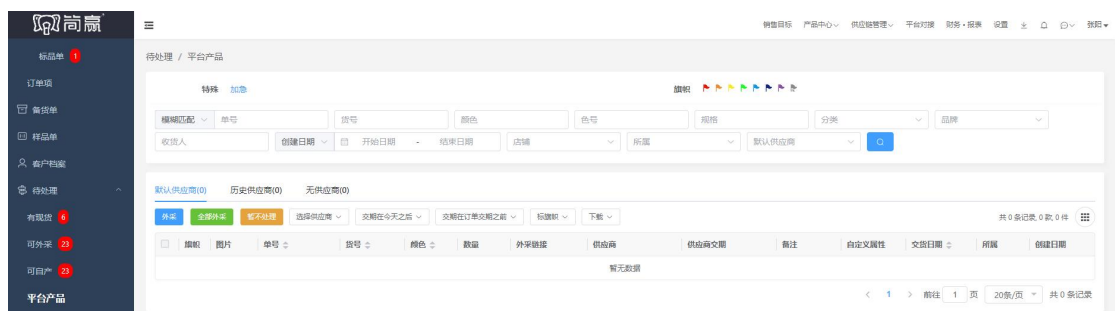 尚赢
销售目标 产品中心 供应链管理 平台对接 财务·报表 设置 张阳
标品单 1
订单项
备货单
样品单
客户档案
待处理
有现货 6
可外采 23
可自产 23
平台产品
待处理 / 平台产品
特殊 加急 旗帜
模糊匹配 单号 货号 颜色 色号 规格 分类 品牌
收货人 创建日期 开始日期 - 结束日期 店铺 所属 默认供应商
默认供应商(0) 历史供应商(0) 无供应商(0)
外采 全部外采 暂不处理 选择供应商 交期在今天之后 交期在订单交期之前 标旗帜 下载 共 0 条记录, 0 款, 0 件
旗帜 图片 单号 货号 颜色 数量 外采链接 供应商 供应商交期 备注 自定义属性 交货日期 所属 创建日期
暂无数据
1 前往 1 页 20条/页 共 0 条记录